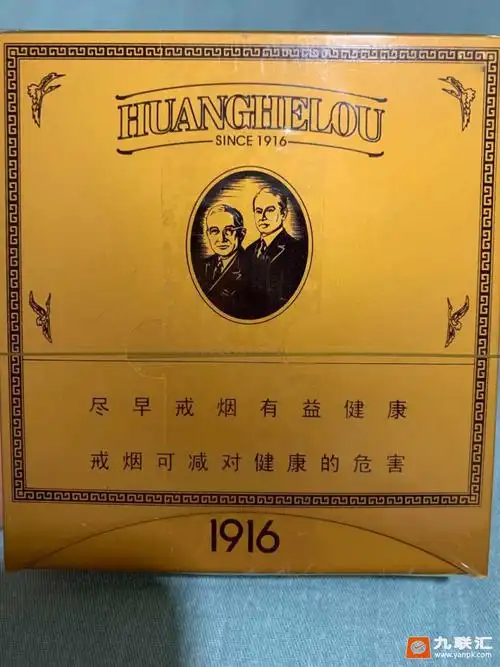 HUANGHELOU
SINCE 1916
尽早戒烟有益健康
戒烟可减对健康的危害
1916
九联汇
www.yanpk.com